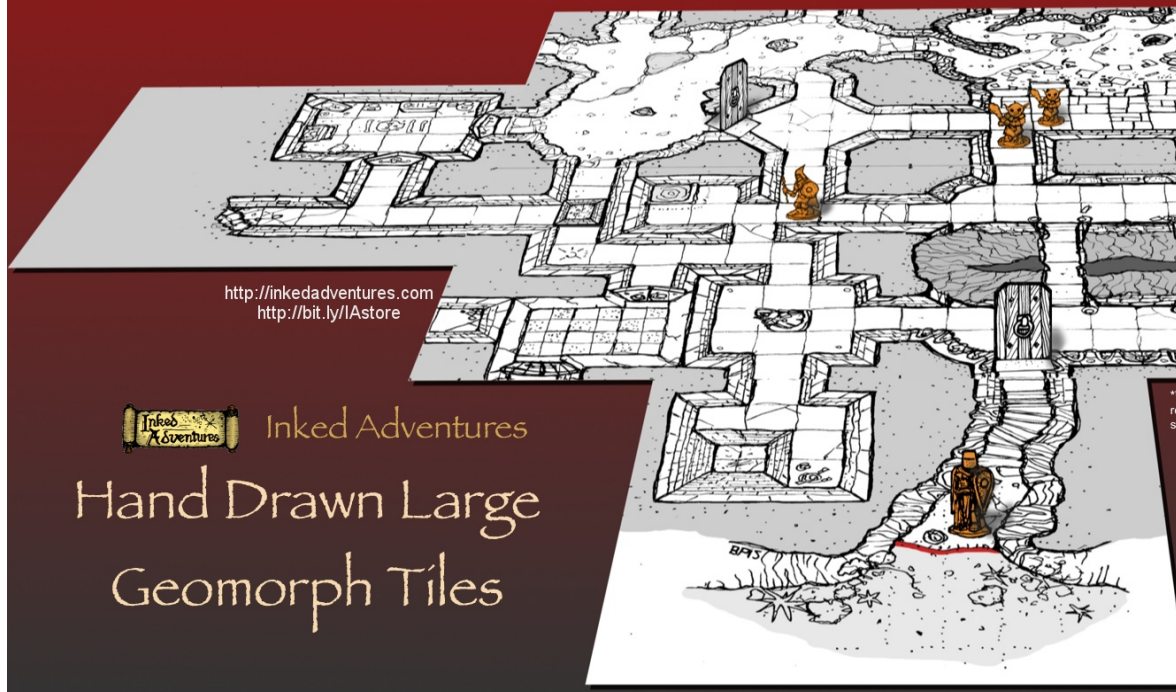 http://inkedadventures.com
http://bit.ly/IAstore
Inked
Adventures
Inked Adventures
Hand Drawn Large
Geomorph Tiles